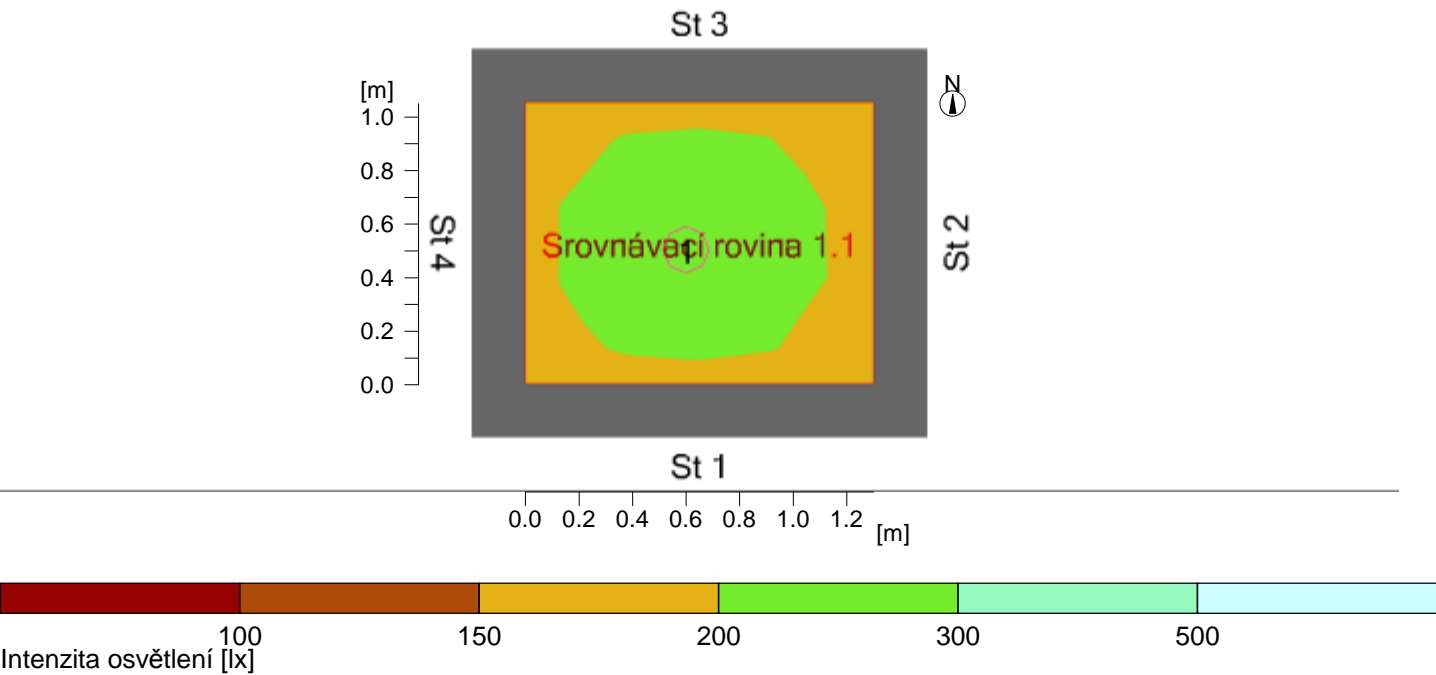 St 3
[m]
N
1.0
0.8
0.6
0.4
0.2
0.0
St 4
Srovnávací rovina 1.1
1
St 2
St 1
0.0 0.2 0.4 0.6 0.8 1.0 1.2 [m]
100 150 200 300 500
Intenzita osvětlení [lx]